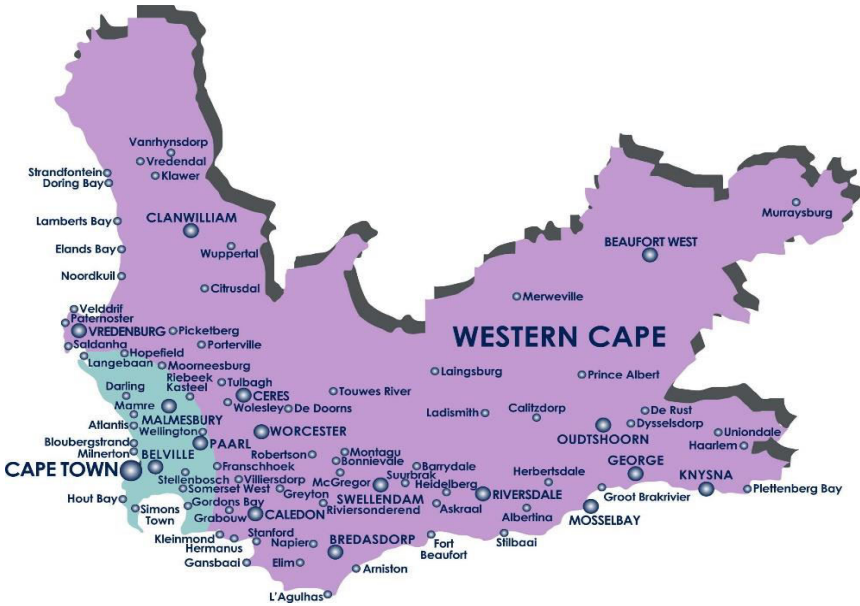 Vanrhynsdorp
Vredendal
Strandfontein
Klawer
Doring Bay
Murraysburg
Lamberts Bay
CLANWILLIAM
BEAUFORT WEST
Elands Bay
Wuppertal
Noordkuil
Citrusdal
Merweville
Velddrif
Paternoster
VREDENBURG
Picketberg
WESTERN CAPE
Saldanha
Porterville
Hopefield
Langebaan
Moorneesburg
Laingsburg
Prince Albert
Riebeek
Kasteel
Tulbagh
Darling
CERES
Touwes River
Mamre
Wolesley
De Doorns
Ladismith
Calitzdorp
De Rust
MALMESBURY
Dysselsdorp
Atlantis
Wellington
WORCESTER
OUDTSHOORN
Uniondale
Bloubergstrand
PAARL
Haarlem
Milnerton
BELVILLE
Robertson
Montagu
Bonnievale
CAPE TOWN
Franschhoek
Suurbrak
Barrydale
GEORGE
Stellenbosch
Villiersdorp
McGregor
Herbertsdale
KNYSNA
Somerset West
Greyton
Heidelberg
Plettenberg Bay
Hout Bay
SWELLENDAM
RIVERSDALE
Groot Brakrivier
Gordons Bay
Riviersonderend
Askraal
Simons
Town
Grabouw
CALEDON
Albertina
MOSSELBAY
Kleinmond
Stanford
BREDASDORP
Fort
Beaufort
Stilbaai
Hermanus
Napier
Gansbaai
Elim
Arniston
L'Agulhas